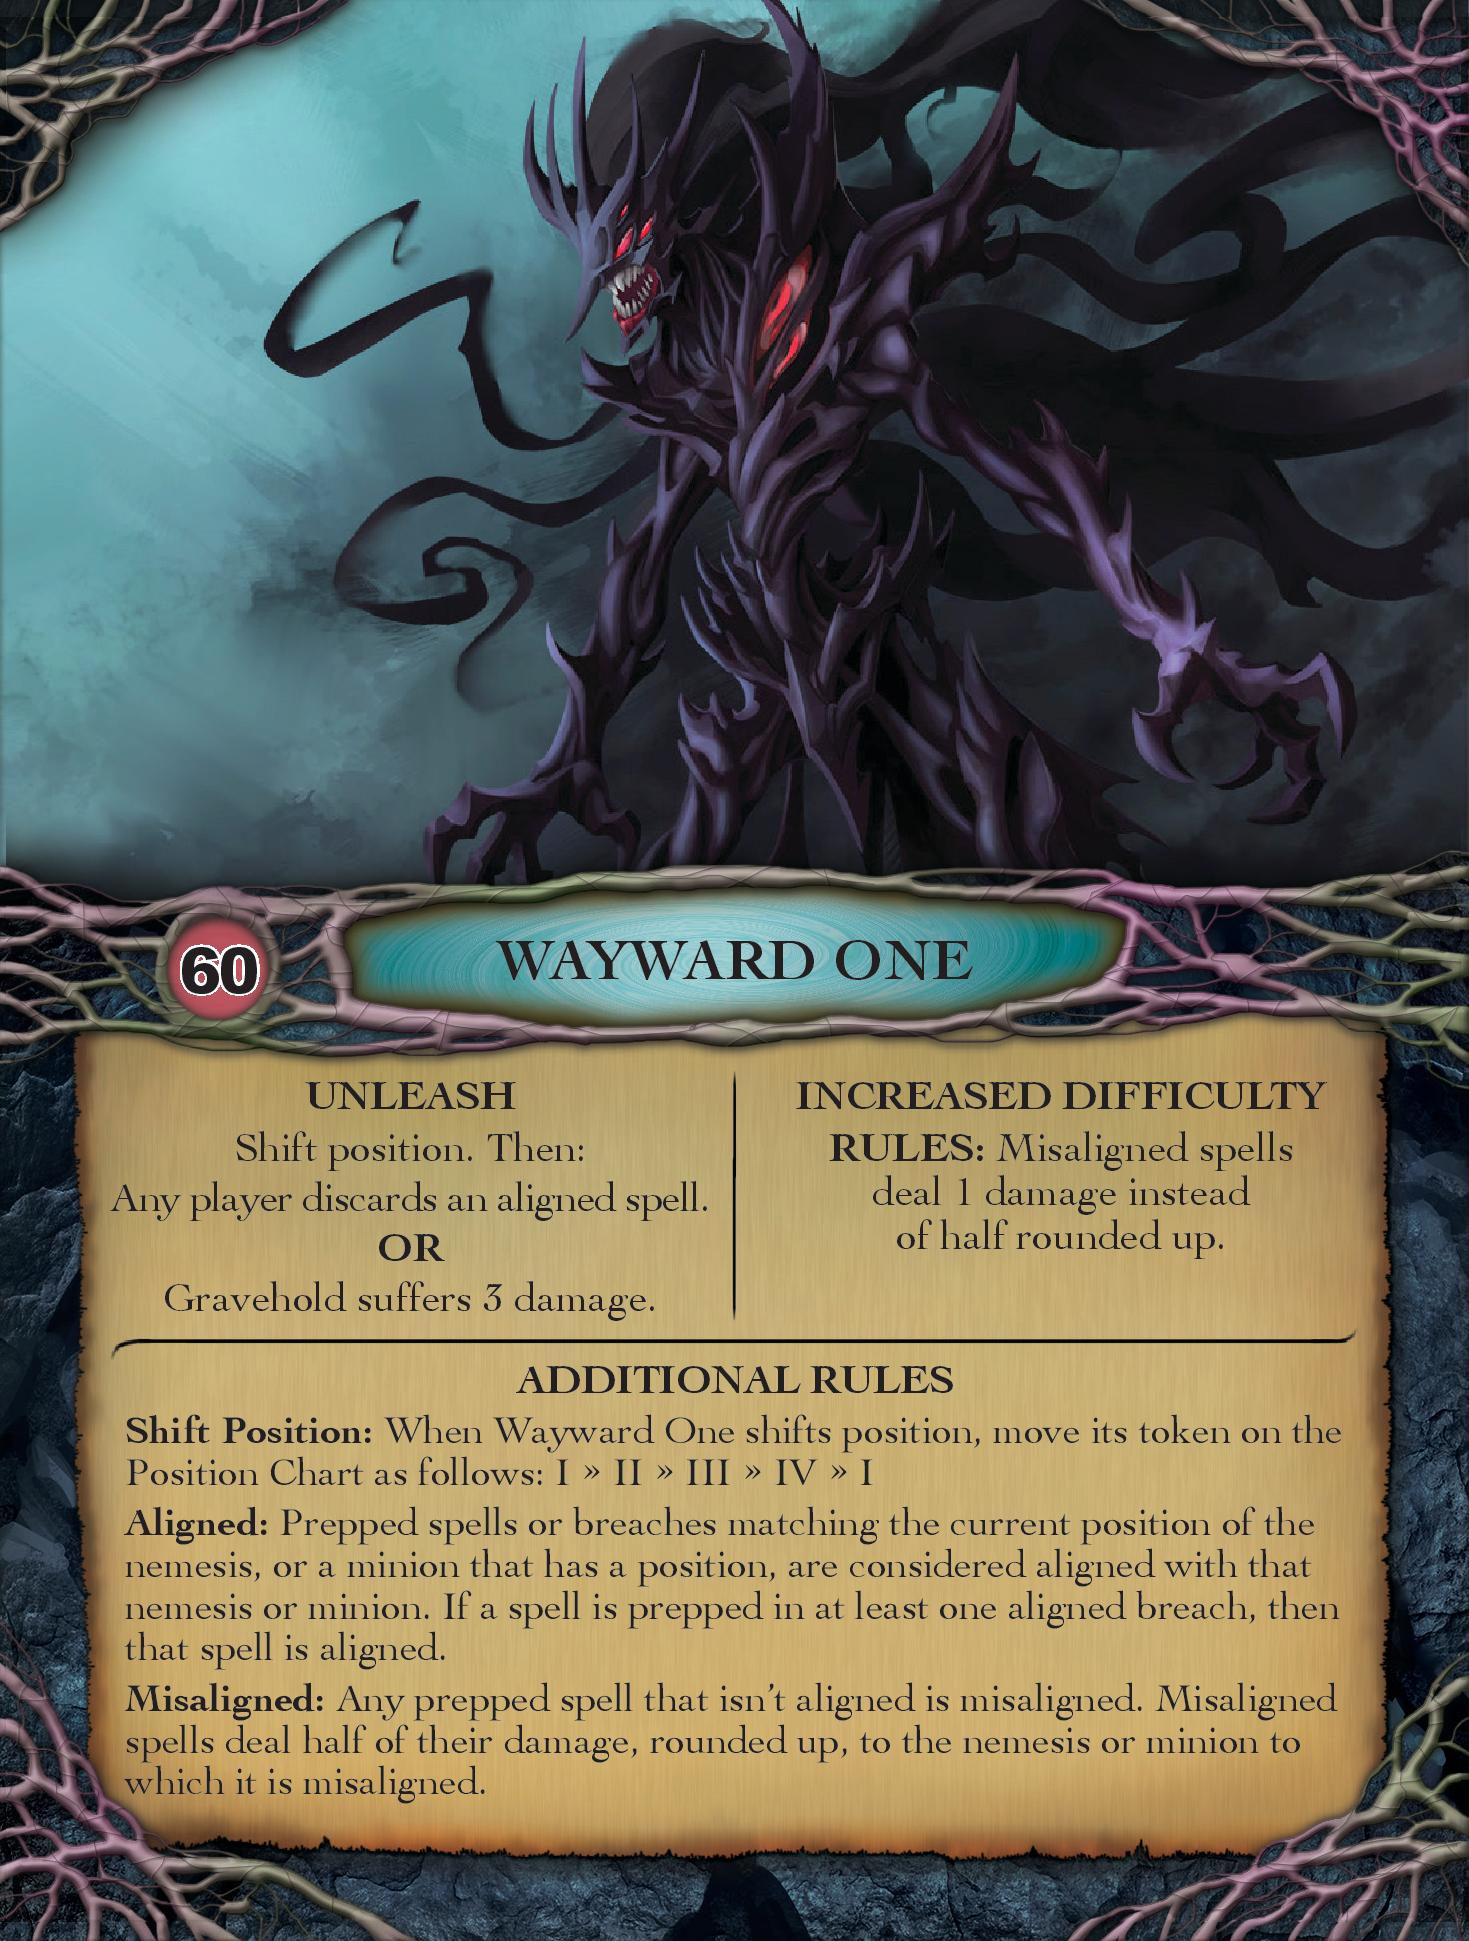 60
WAYWARD ONE
UNLEASH
Shift position. Then:
Any player discards an aligned spell.
OR
Gravehold suffers 3 damage.
INCREASED DIFFICULTY
RULES: Misaligned spells
deal 1 damage instead
of half rounded up.
ADDITIONAL RULES
Shift Position: When Wayward One shifts position, move its token on the
Position Chart as follows: I » II » III » IV » I
Aligned: Prepped spells or breaches matching the current position of the
nemesis, or a minion that has a position, are considered aligned with that
nemesis or minion. If a spell is prepped in at least one aligned breach, then
that spell is aligned.
Misaligned: Any prepped spell that isn't aligned is misaligned. Misaligned
spells deal half of their damage, rounded up, to the nemesis or minion to
which it is misaligned.